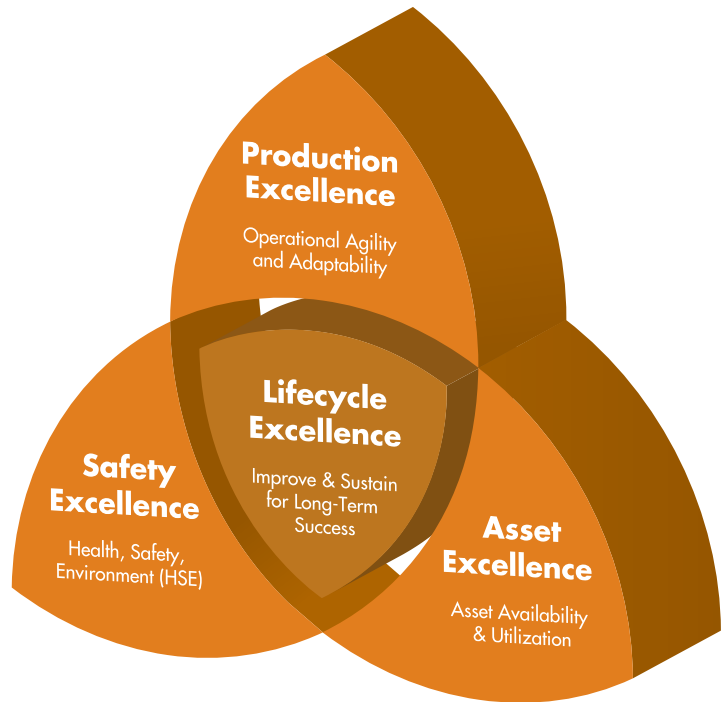 Production
Excellence
Operational Agility
and Adaptability
Lifecycle
Excellence
Improve & Sustain
for Long-Term
Success
Safety
Excellence
Health, Safety,
Environment (HSE)
Asset
Excellence
Asset Availability
& Utilization